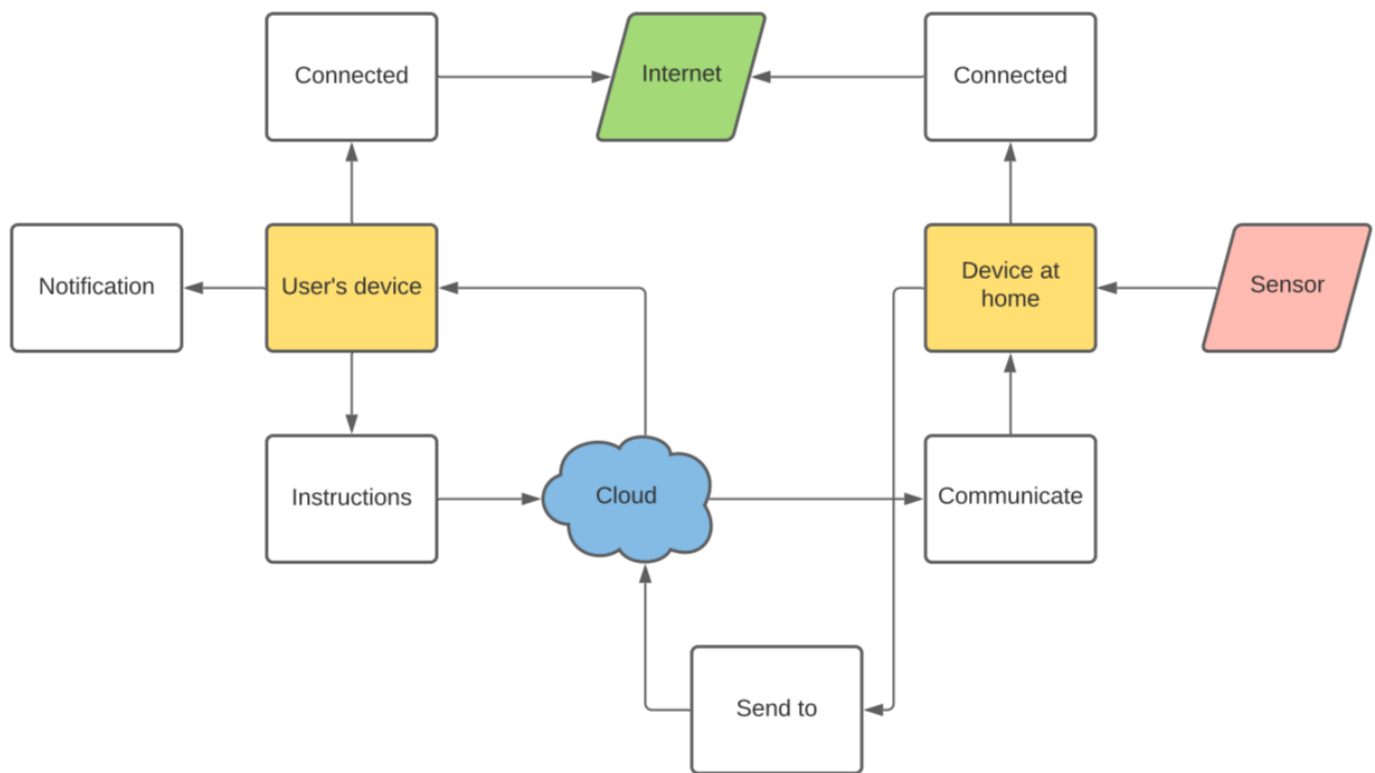 Connected
Internet
Connected
Notification
User's device
Device at
home
Sensor
Instructions
Cloud
Communicate
Send to